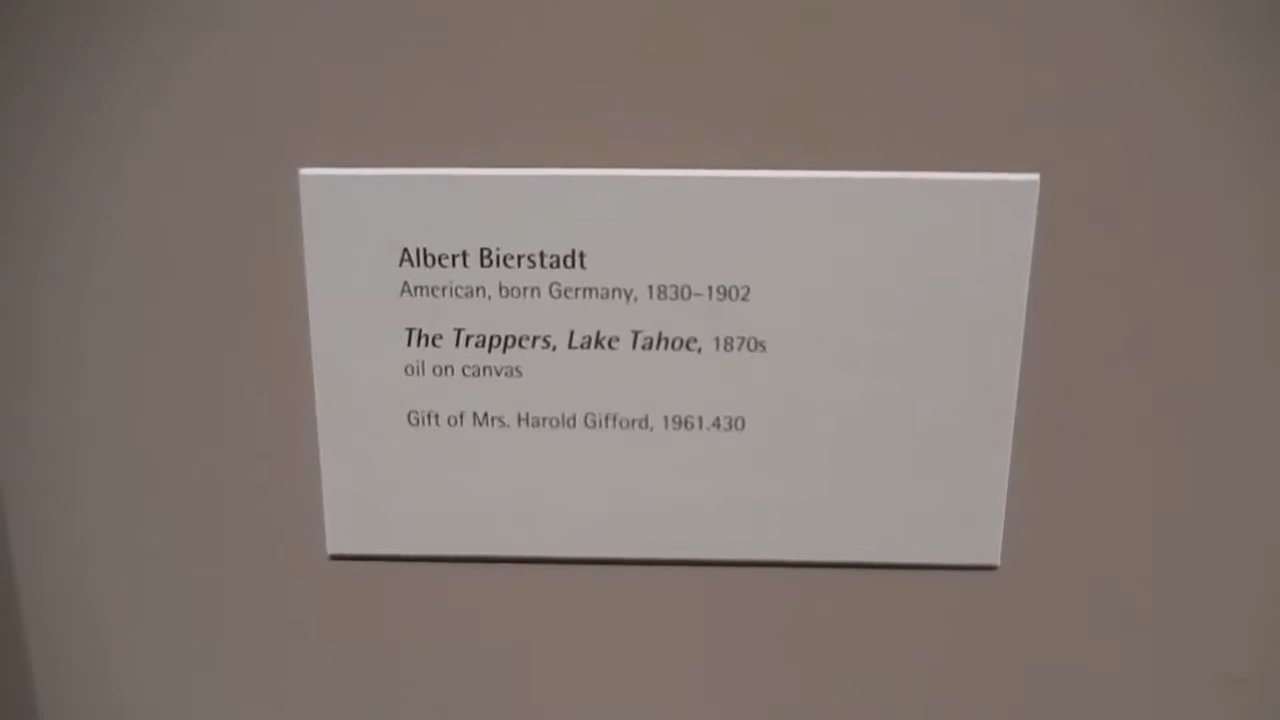 Albert Bierstadt
American, born Germany, 1830–1902
The Trappers, Lake Tahoe, 1870s
oil on canvas
Gift of Mrs. Harold Gifford, 1961.430